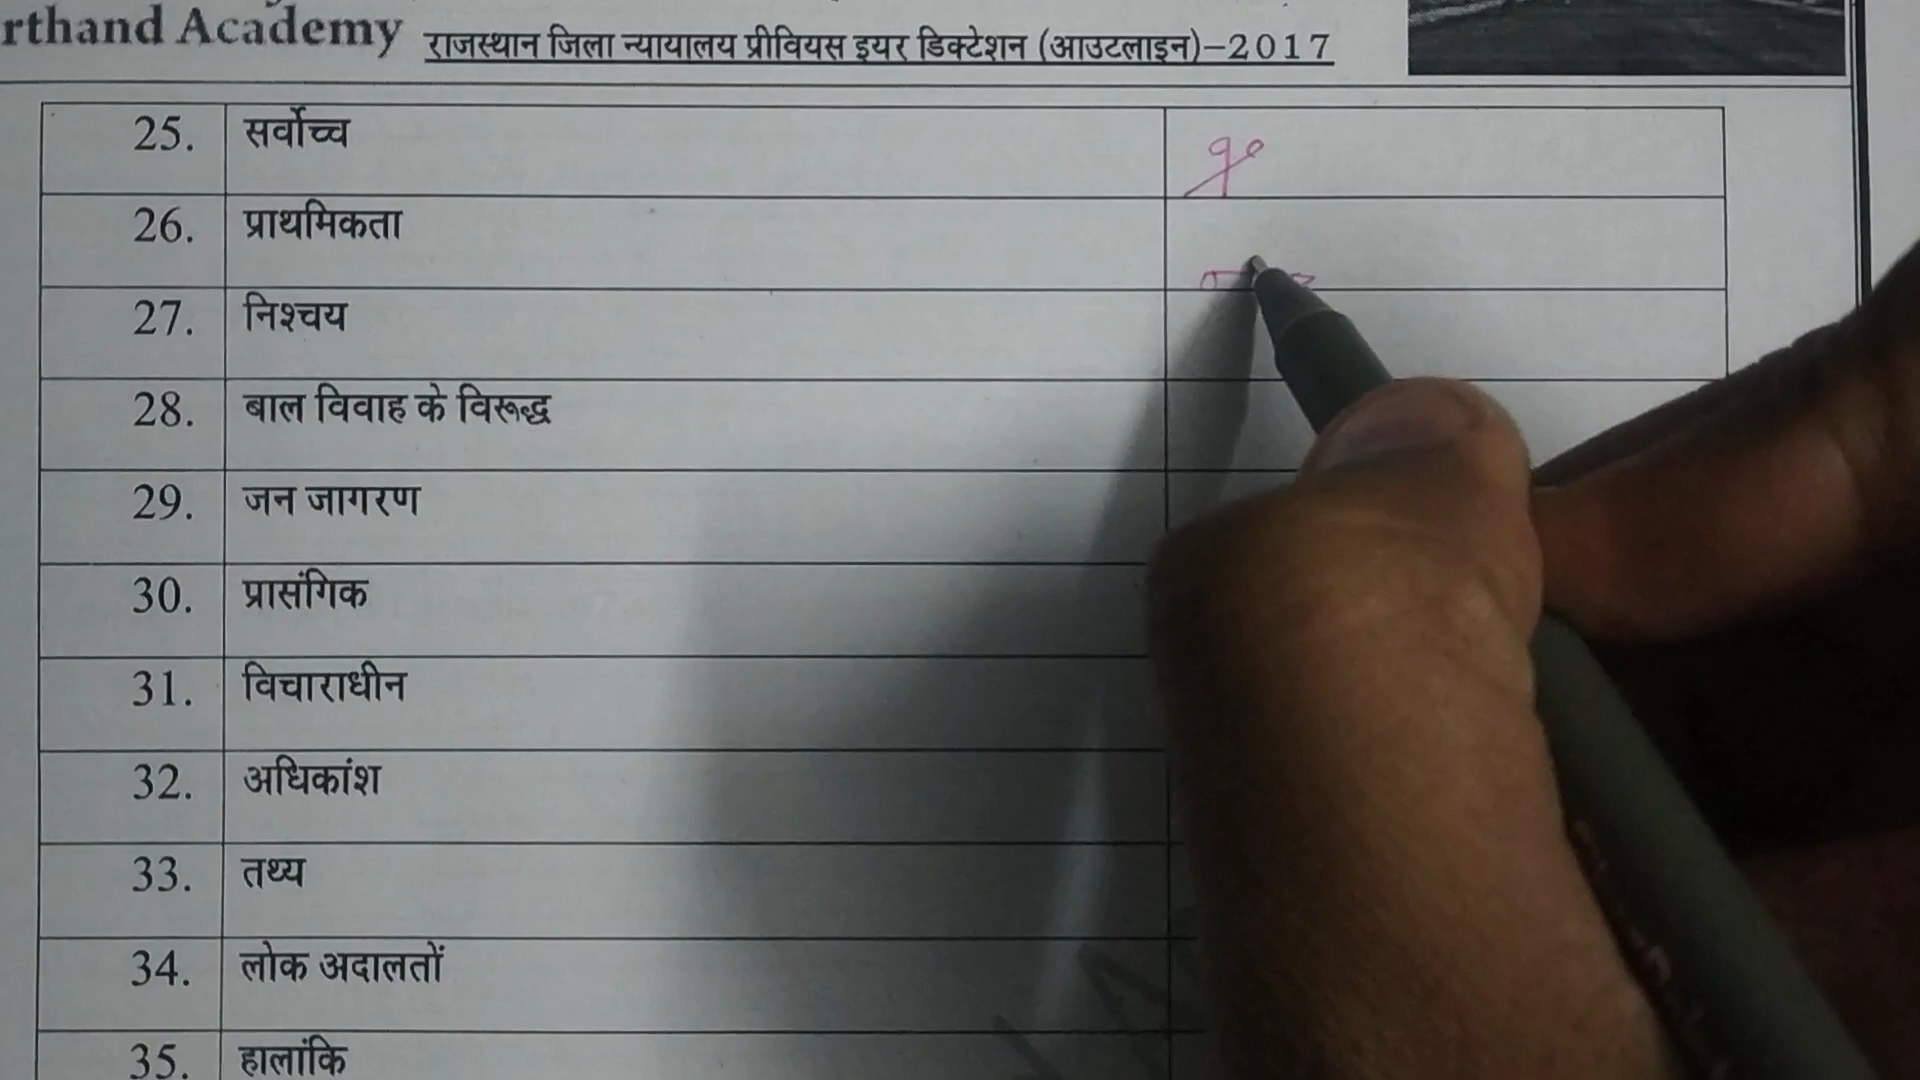 rthand Academy राजस्थान जिला न्यायालय प्रीवियस इयर डिक्टेशन (आउटलाइन)–2017
25. सर्वोच्च
26. प्राथमिकता
27. निश्चय
28. बाल विवाह के विरूद्ध
29. जन जागरण
30. प्रासंगिक
31. विचाराधीन
32. अधिकांश
33. तथ्य
34. लोक अदालतों
35. हालांकि